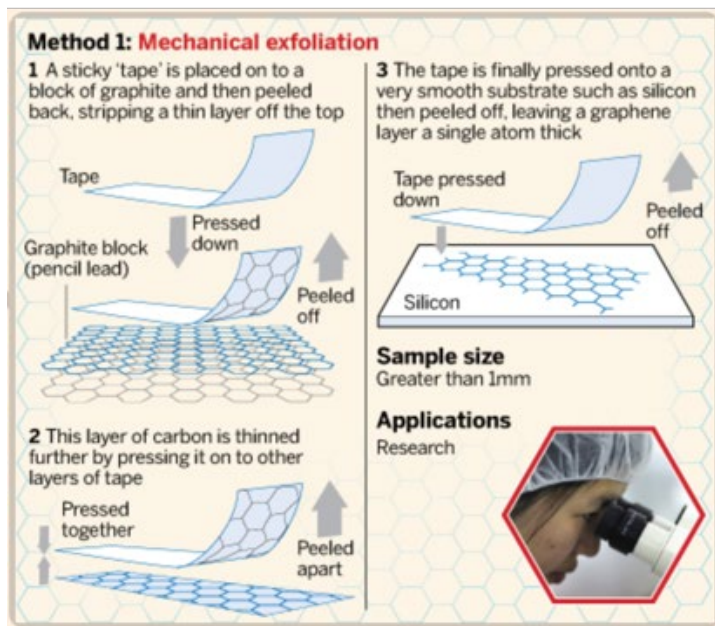 Method 1: Mechanical exfoliation
1 A sticky 'tape' is placed on to a
block of graphite and then peeled
back, stripping a thin layer off the top
Tape
Pressed
down
Graphite block
(pencil lead)
Peeled
off
2 This layer of carbon is thinned
further by pressing it on to other
layers of tape
Pressed
together
Peeled
apart
3 The tape is finally pressed onto a
very smooth substrate such as silicon
then peeled off, leaving a graphene
layer a single atom thick
Tape pressed
down
Peeled
off
Silicon
Sample size
Greater than 1mm
Applications
Research